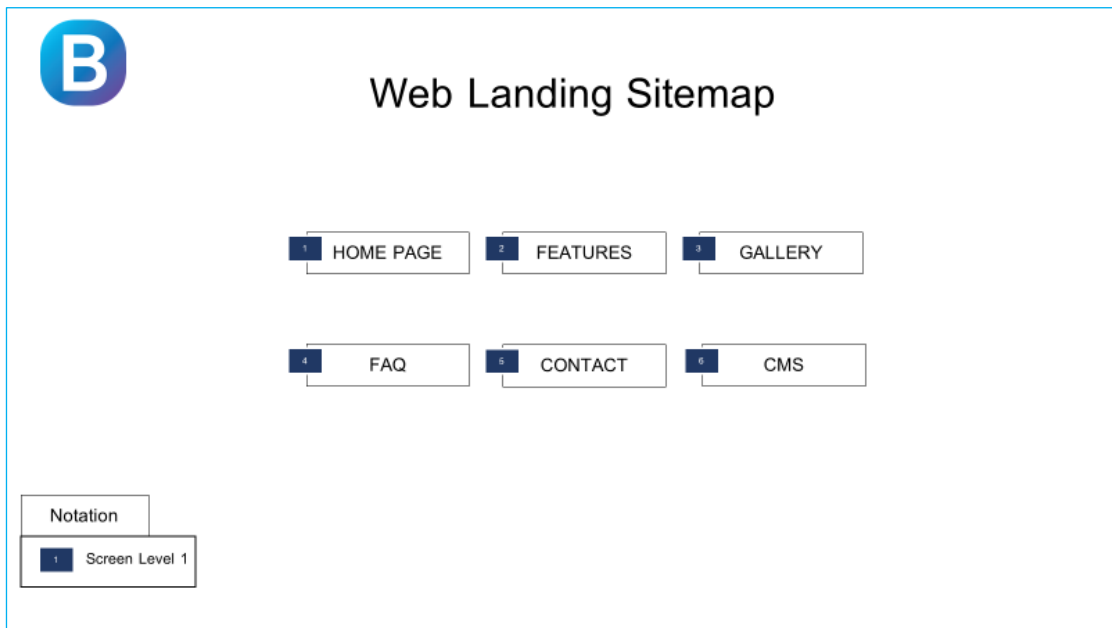 B
Web Landing Sitemap
1 HOME PAGE 2 FEATURES 3 GALLERY
4 FAQ 5 CONTACT 6 CMS
Notation
1 Screen Level 1